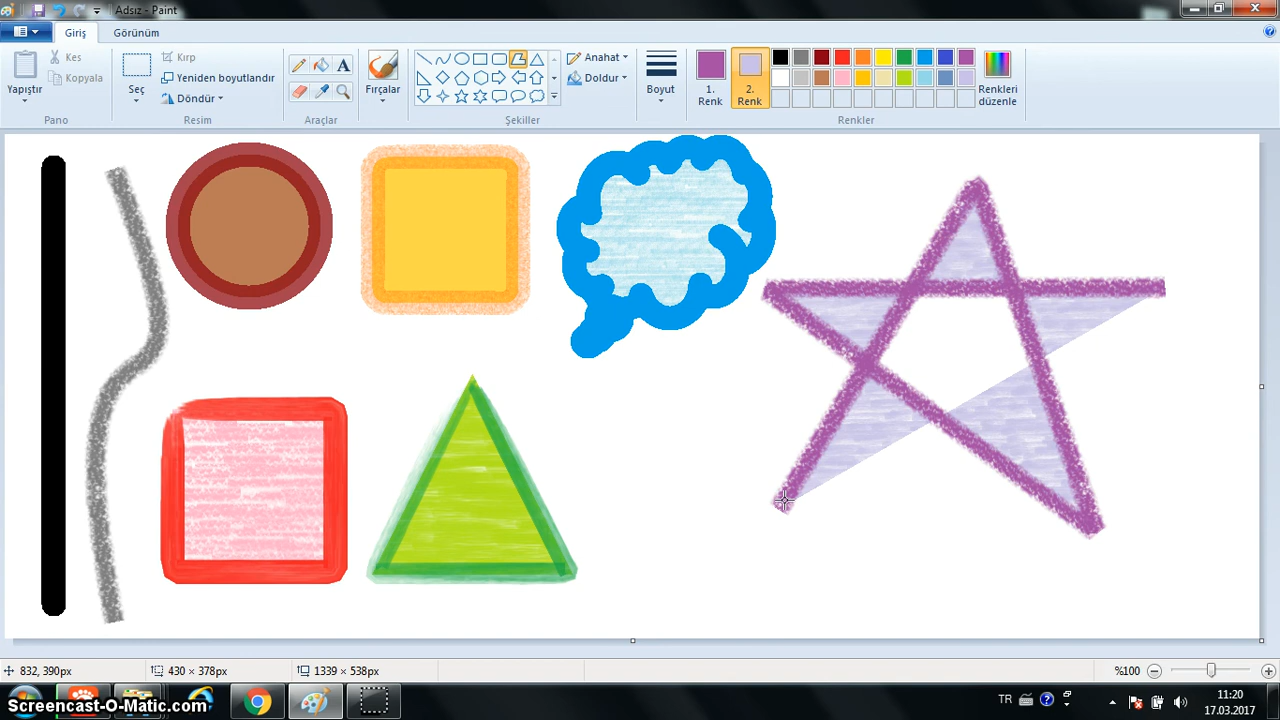 Adsız - Paint
Giriş Görünüm
Yapıştır
Kes
Kopyala
Pano
Seç
Kırp
Yeniden boyutlandır
Döndür
Resim
A
Araçlar
Fırçalar
Anahat
Doldur
Şekiller
Boyut
1.
Renk
2.
Renk
Renkleri
düzenle
Renkler
832, 390px
430 × 378px
1339 × 538px
%100
TR
11:20
17.03.2017
Screencast-O-Matic.com